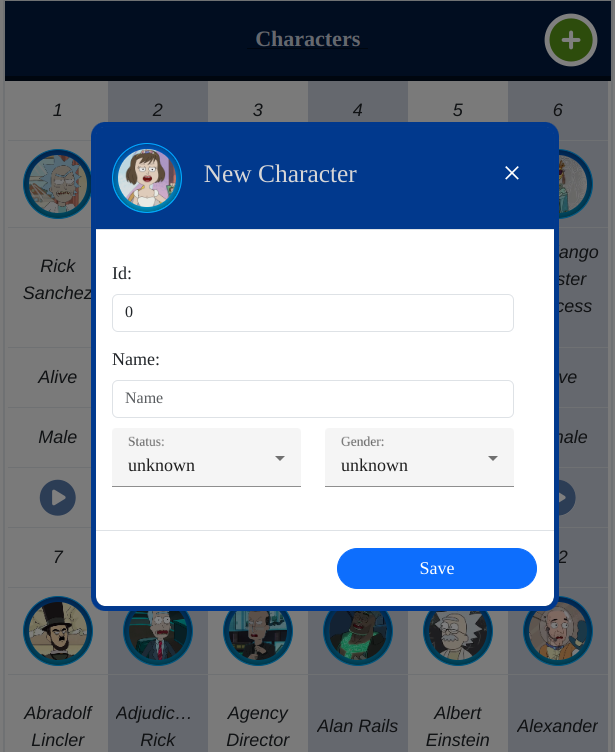 Characters
1 2 3 4 5 6
New Character
Id:
0
Rick
Sanchez
ango
ster
cess
Name:
Name
Alive
ve
Status:
Gender:
unknown
unknown
Male
nale
Save
7
2
Abradolf
Lincler
Adjudic...
Rick
Agency
Director
Alan Rails
Albert
Einstein
Alexander